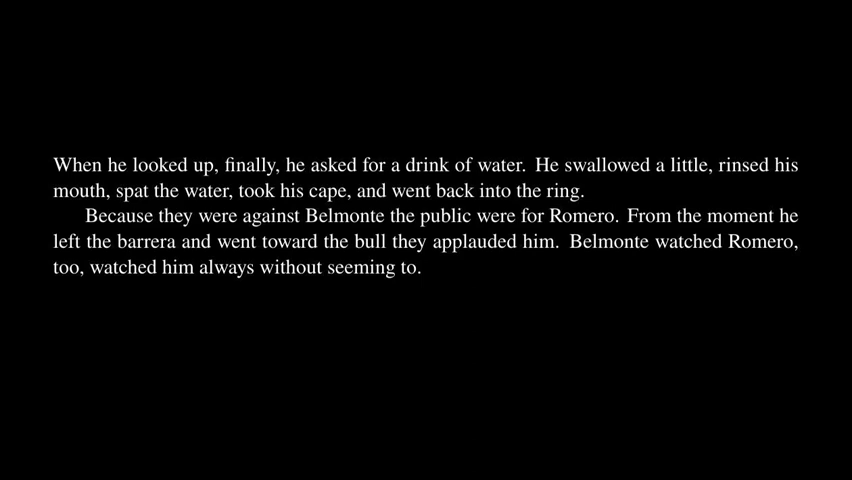 When he looked up, finally, he asked for a drink of water. He swallowed a little, rinsed his
mouth, spat the water, took his cape, and went back into the ring.
Because they were against Belmonte the public were for Romero. From the moment he
left the barrera and went toward the bull they applauded him. Belmonte watched Romero,
too, watched him always without seeming to.